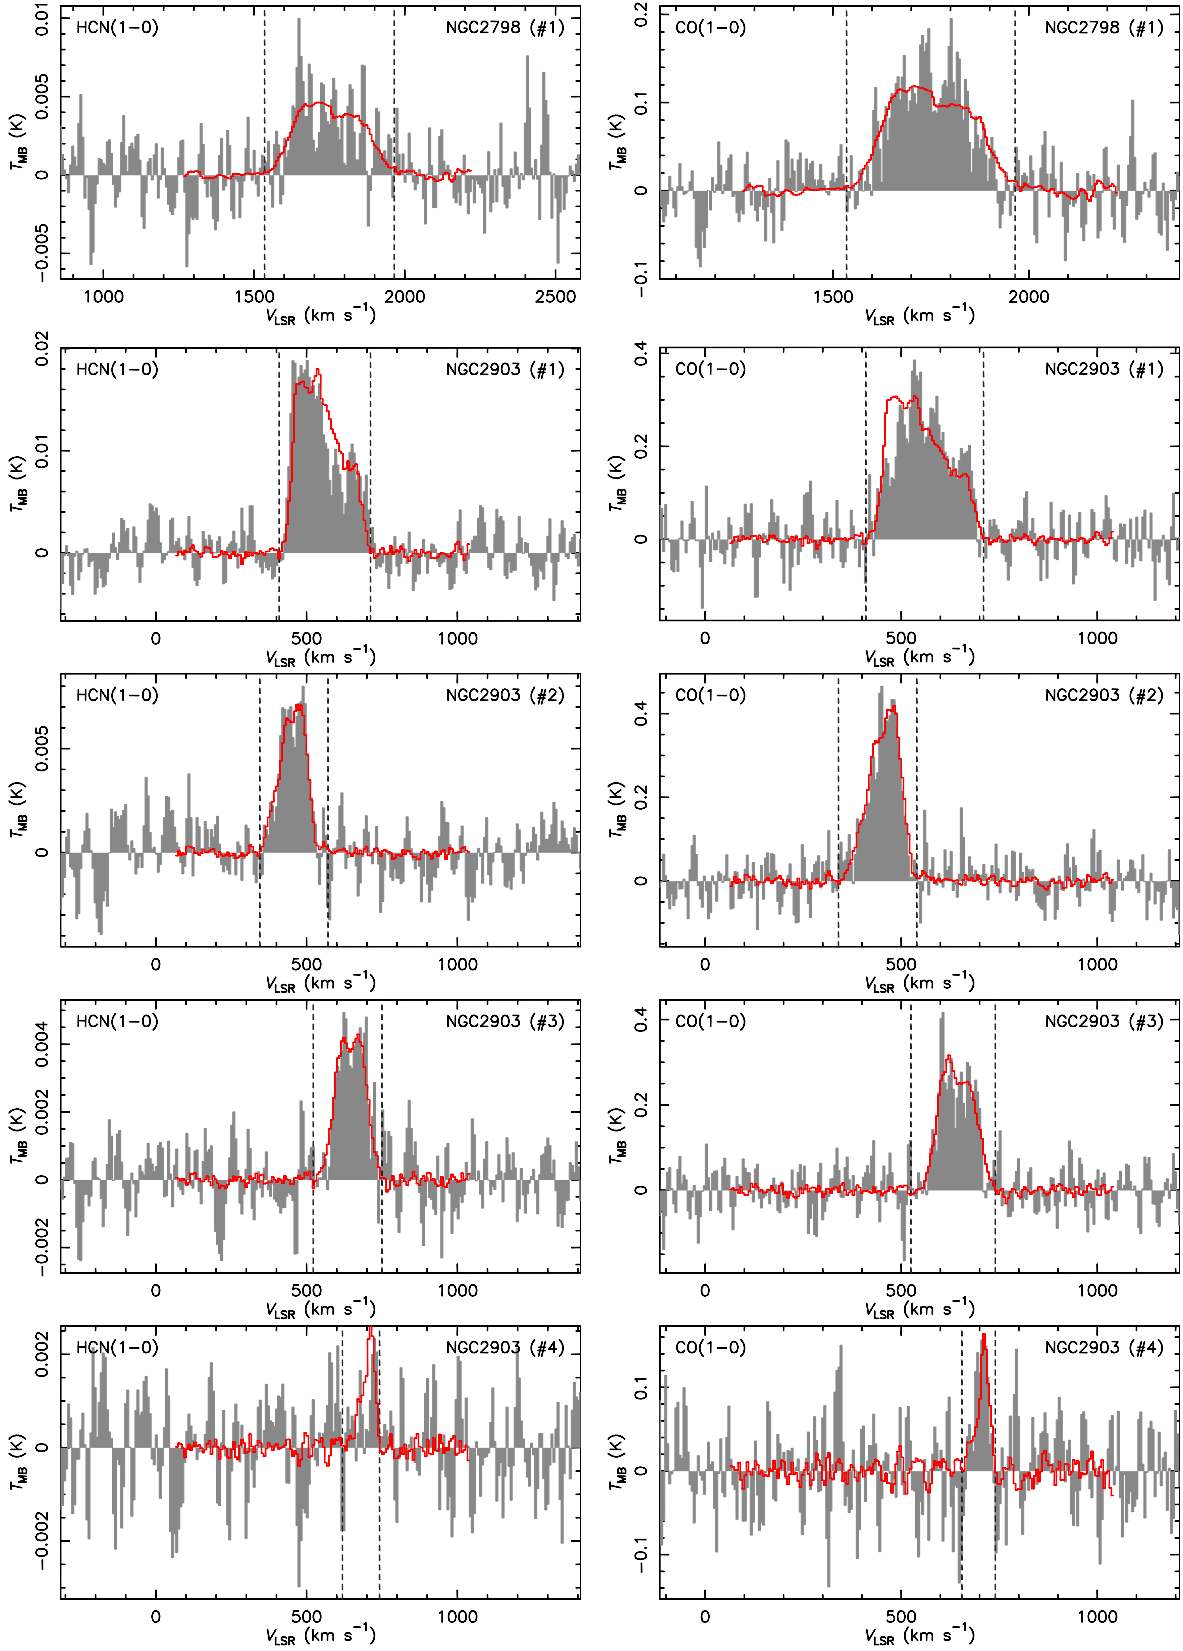 HCN(1−0) NGC2798 (#1)
T_MB (K)
0.01
0.005
0
−0.005
1000 1500 2000 2500
V_LSR (km s⁻¹)
CO(1−0) NGC2798 (#1)
T_MB (K)
0.2
0.1
0
−0.1
1500 2000
V_LSR (km s⁻¹)
HCN(1−0) NGC2903 (#1)
T_MB (K)
0.02
0.01
0
0 500 1000
V_LSR (km s⁻¹)
CO(1−0) NGC2903 (#1)
T_MB (K)
0.4
0.2
0
0 500 1000
V_LSR (km s⁻¹)
HCN(1−0) NGC2903 (#2)
T_MB (K)
0.005
0
0 500 1000
V_LSR (km s⁻¹)
CO(1−0) NGC2903 (#2)
T_MB (K)
0.4
0.2
0
0 500 1000
V_LSR (km s⁻¹)
HCN(1−0) NGC2903 (#3)
T_MB (K)
0.004
0.002
0
−0.002
0 500 1000
V_LSR (km s⁻¹)
CO(1−0) NGC2903 (#3)
T_MB (K)
0.4
0.2
0
0 500 1000
V_LSR (km s⁻¹)
HCN(1−0) NGC2903 (#4)
T_MB (K)
0.002
0
−0.002
0 500 1000
V_LSR (km s⁻¹)
CO(1−0) NGC2903 (#4)
T_MB (K)
0.1
0
−0.1
0 500 1000
V_LSR (km s⁻¹)